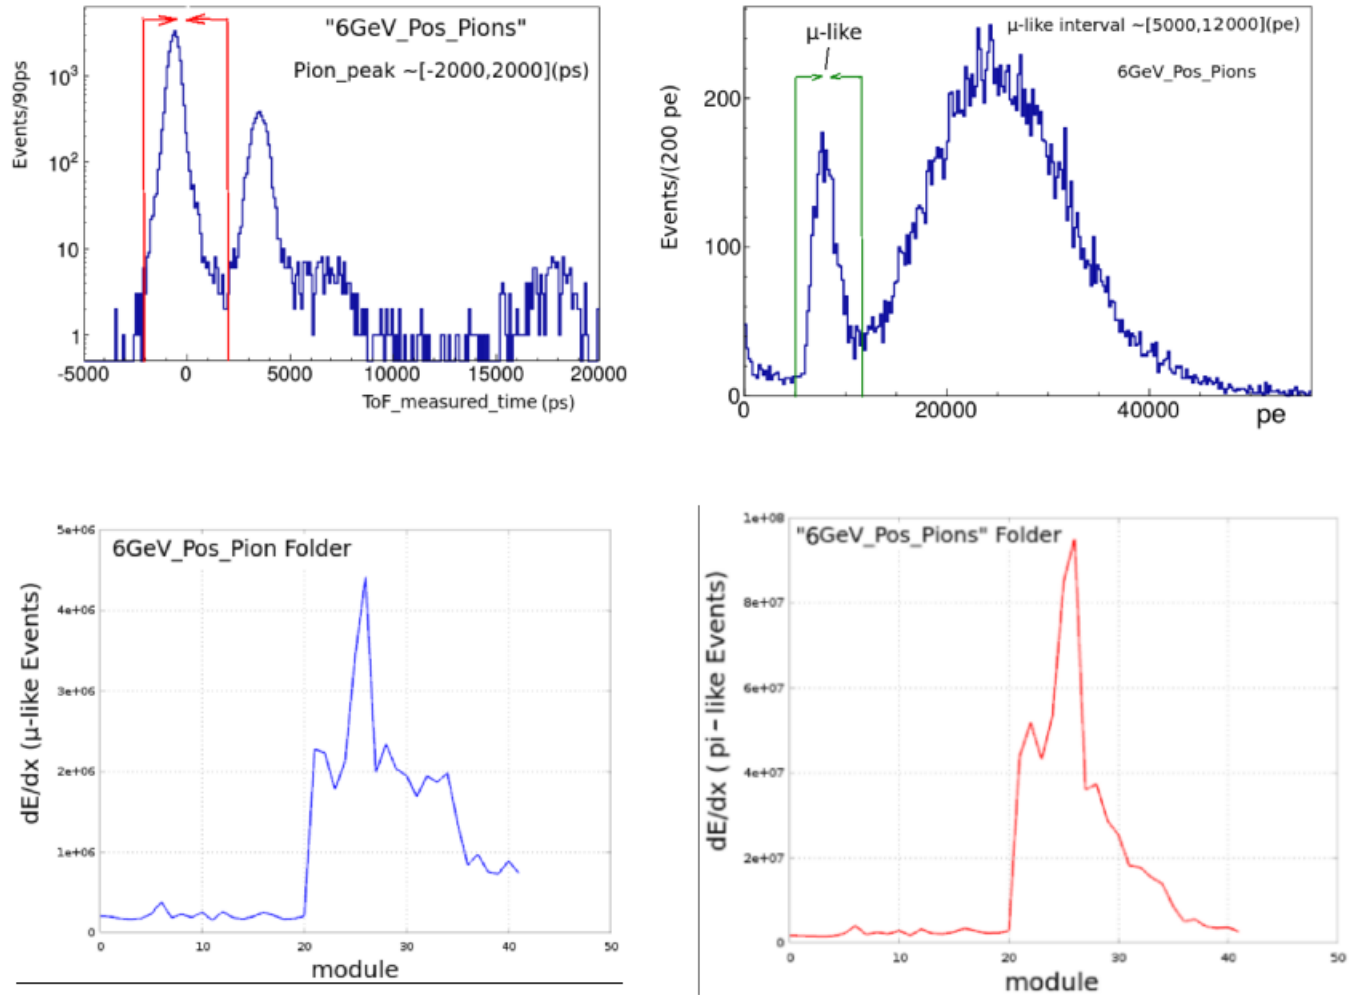 "6GeV_Pos_Pions"
Pion_peak ~[-2000,2000](ps)
Events/90ps
10³
10²
10
1
-5000 0 5000 10000 15000 20000
ToF_measured_time (ps)
μ-like interval ~[5000,12000](pe)
μ-like
6GeV_Pos_Pions
Events/(200 pe)
200
100
0
0 20000 40000
pe
6GeV_Pos_Pion Folder
dE/dx (μ-like Events)
5e+06
4e+06
3e+06
2e+06
1e+06
0
0 10 20 30 40 50
module
"6GeV_Pos_Pions" Folder
dE/dx ( pi - like Events)
1e+08
8e+07
6e+07
4e+07
2e+07
0
0 10 20 30 40 50
module